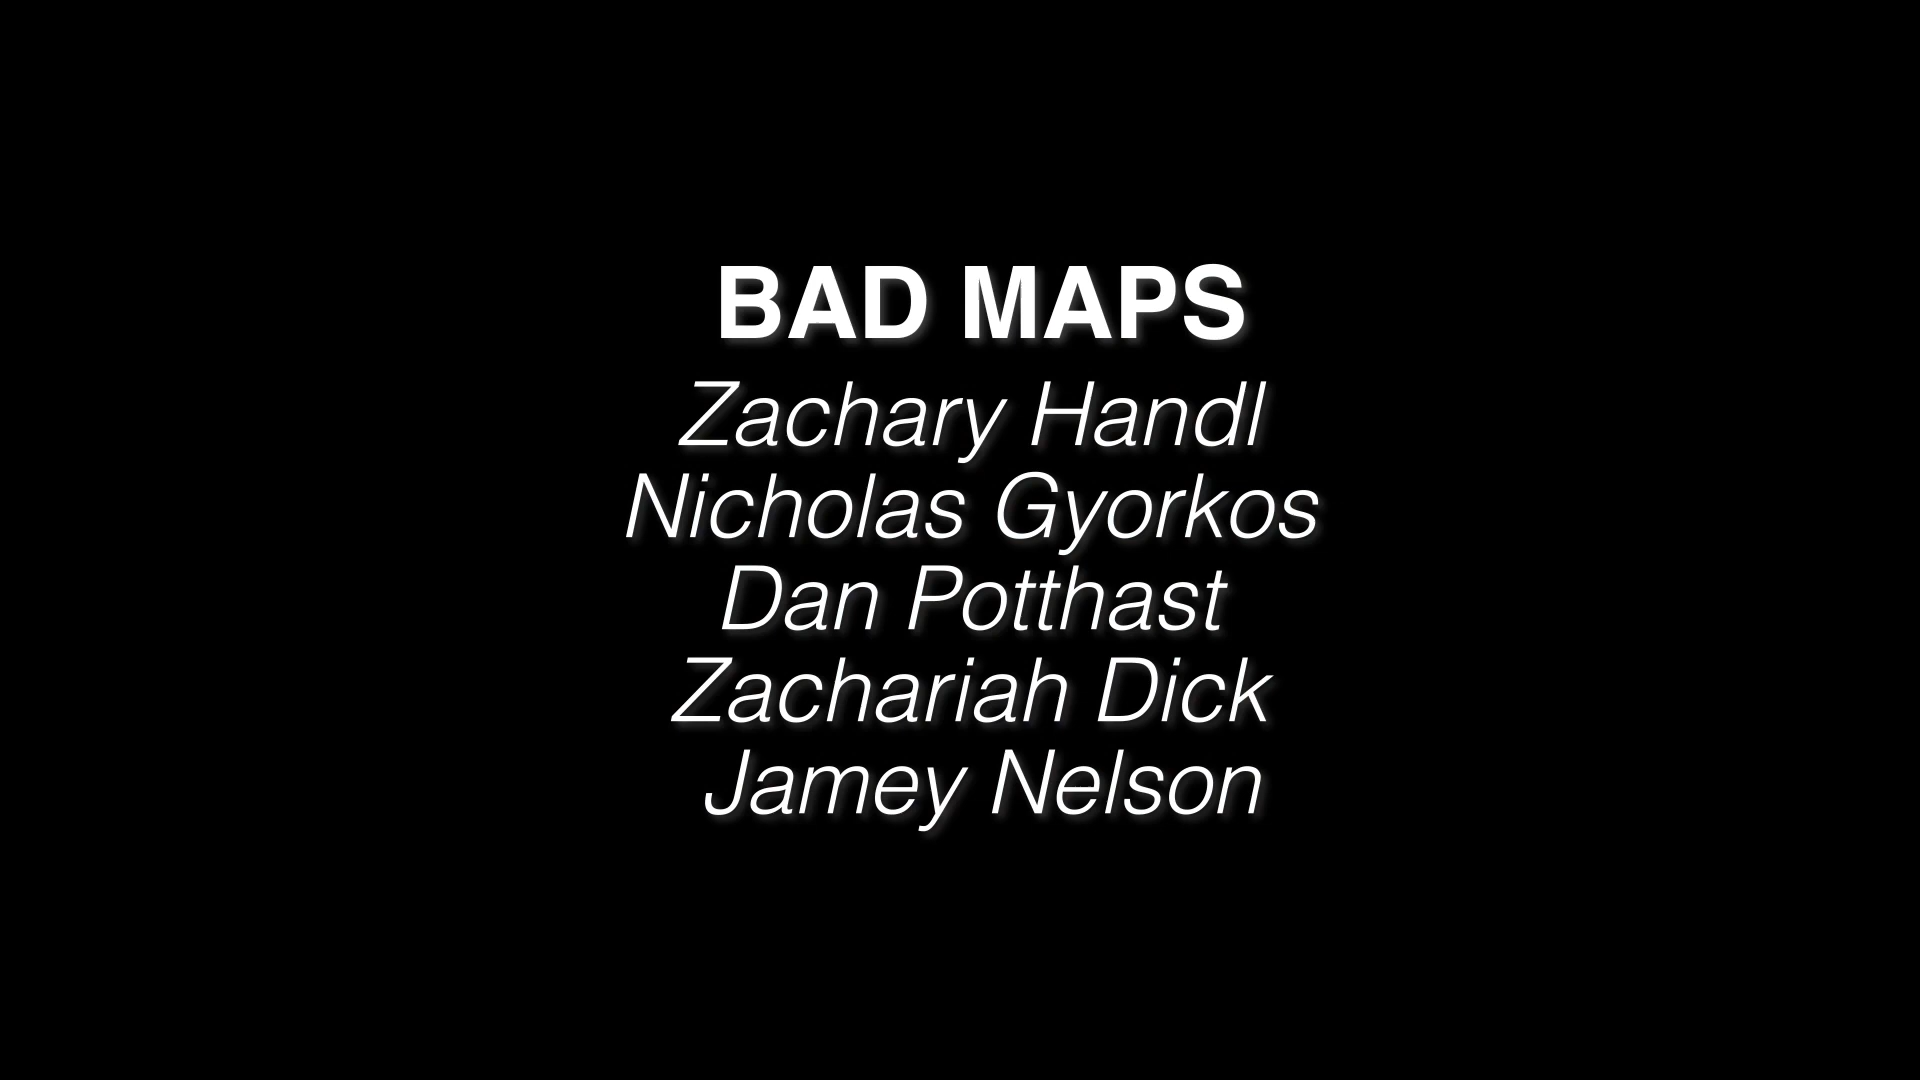 BAD MAPS
Zachary Handl
Nicholas Gyorkos
Dan Potthast
Zachariah Dick
Jamey Nelson